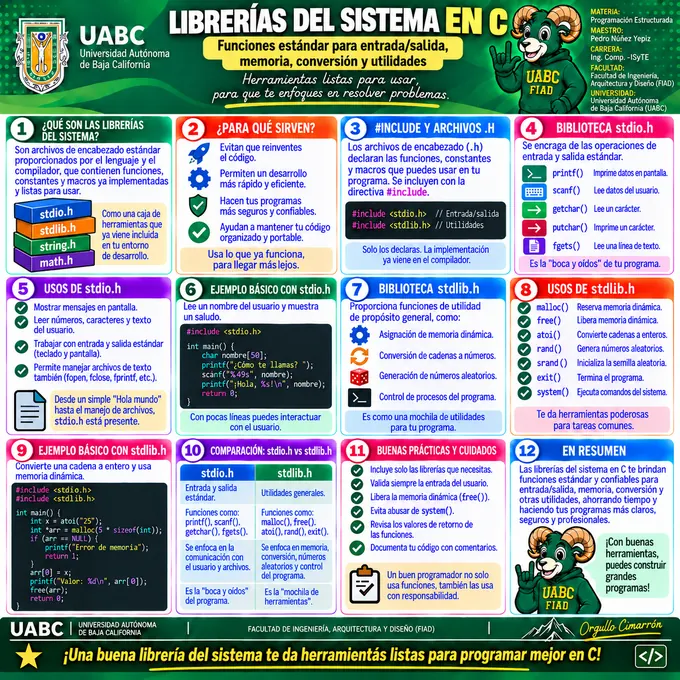 UABC
Universidad Autónoma
de Baja California
LIBRERÍAS DEL SISTEMA EN C
Funciones estándar para entrada/salida,
memoria, conversión y utilidades
Herramientas listas para usar,
para que te enfoques en resolver problemas.
UABC
FIAD
MATERIA:
Programación Estructurada
MAESTRO:
Pedro Núñez Yepiz
CARRERA:
Ing. Comp. -ISyTE
FACULTAD:
Facultad de Ingeniería,
Arquitectura y Diseño (FIAD)
UNIVERSIDAD:
Universidad Autónoma
de Baja California (UABC)
1 ¿QUÉ SON LAS LIBRERÍAS
DEL SISTEMA?
Son archivos de encabezado estándar
proporcionados por el lenguaje y el
compilador, que contienen funciones,
constantes y macros ya implementadas
y listas para usar.
stdio.h
stdlib.h
string.h
math.h
Como una caja de
herramientas que
ya viene incluida
en tu entorno
de desarrollo.
2 ¿PARA QUÉ SIRVEN?
Evitan que reinventes
el código.
Permiten un desarrollo
más rápido y eficiente.
Hacen tus programas
más seguros y confiables.
Ayudan a mantener tu código
organizado y portable.
Usa lo que ya funciona,
para llegar más lejos.
3 #INCLUDE Y ARCHIVOS .H
Los archivos de encabezado (.h)
declaran las funciones, constantes
y macros que puedes usar en tu
programa. Se incluyen con la
directiva #include.
#include <stdio.h> // Entrada/salida
#include <stdlib.h> // Utilidades
Solo los declaras. La implementación
ya viene en el compilador.
4 BIBLIOTECA stdio.h
Se encraga de las operaciones de
entrada y salida estándar.
printf() Imprime datos en pantalla.
scanf() Lee datos del usuario.
getchar() Lee un carácter.
putchar() Imprime un carácter.
fgets() Lee una línea de texto.
Es la "boca y oídos" de tu programa.
5 USOS DE stdio.h
Mostrar mensajes en pantalla.
Leer números, caracteres y texto
del usuario.
Trabajar con entrada y salida estándar
(teclado y pantalla).
Permite manejar archivos de texto
también (fopen, fclose, fprintf, etc.).
Desde un simple "Hola mundo"
hasta el manejo de archivos,
stdio.h está presente.
6 EJEMPLO BÁSICO CON stdio.h
Lee un nombre del usuario y muestra
un saludo.
#include <stdio.h>
int main() {
char nombre[50];
printf("¿Cómo te llamas? ");
scanf("%49s", nombre);
printf("¡Hola, %s!\n", nombre);
return 0;
}
Con pocas líneas puedes interactuar
con el usuario.
7 BIBLIOTECA stdlib.h
Proporciona funciones de utilidad
de propósito general, como:
Asignación de memoria dinámica.
Conversión de cadenas a números.
Generación de números aleatorios.
Control de procesos del programa.
Es como una mochila de utilidades
para tu programa.
8 USOS DE stdlib.h
malloc() Reserva memoria dinámica.
free() Libera memoria dinámica.
atoi() Convierte cadenas a enteros.
rand() Genera números aleatorios.
srand() Inicializa la semilla aleatoria.
exit() Termina el programa.
system() Ejecuta comandos del sistema.
Te da herramientas poderosas
para tareas comunes.
9 EJEMPLO BÁSICO CON stdlib.h
Convierte una cadena a entero y usa
memoria dinámica.
#include <stdio.h>
#include <stdlib.h>
int main() {
int x = atoi("25");
int *arr = malloc(5 * sizeof(int));
if (arr == NULL) {
printf("Error de memoria");
return 1;
}
arr[0] = x;
printf("Valor: %d\n", arr[0]);
free(arr);
return 0;
}
10 COMPARACIÓN: stdio.h vs stdlib.h
stdio.h stdlib.h
Entrada y salida
estándar.
Utilidades generales.
Funciones como:
printf(), scanf(),
getchar(), fgets().
Funciones como:
malloc(), free(),
atoi(), rand(), exit().
Se enfoca en la
comunicación con el
usuario y archivos.
Se enfoca en memoria,
conversión, números
aleatorios y control del
programa.
Es la "boca y oídos"
del programa.
Es la "mochila de
herramientas".
11 BUENAS PRÁCTICAS Y CUIDADOS
Incluye solo las librerías que necesitas.
Valida siempre la entrada del usuario.
Libera la memoria dinámica (free()).
Evita abusar de system().
Revisa los valores de retorno
de las funciones.
Documenta tu código con comentarios.
Un buen programador no solo
usa funciones, también las usa
con responsabilidad.
12 EN RESUMEN
Las librerías del sistema en C te brindan
funciones estándar y confiables para
entrada/salida, memoria, conversión y
otras utilidades, ahorrando tiempo y
haciendo tus programas más claros,
seguros y profesionales.
UABC
FIAD
¡Con buenas
herramientas,
puedes construir
grandes
programas!
UABC
UNIVERSIDAD AUTÓNOMA
DE BAJA CALIFORNIA
FACULTAD DE INGENIERÍA, ARQUITECTURA Y DISEÑO (FIAD)
Orgullo Cimarrón
¡Una buena librería del sistema te da herramientás listas para programar mejor en C!
</>